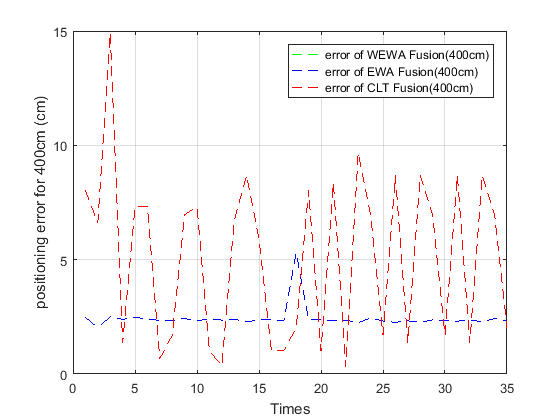 15
10
5
0
positioning error for 400cm (cm)
error of WEWA Fusion(400cm)
error of EWA Fusion(400cm)
error of CLT Fusion(400cm)
0 5 10 15 20 25 30 35
Times